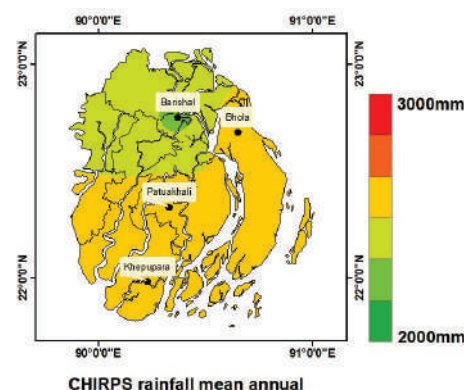 90°0'0"E 91°0'0"E
23°0'0"N 23°0'0"N
Barishal
Bhola
3000mm
Patuakhali
Khepupara
22°0'0"N 22°0'0"N
2000mm
90°0'0"E 91°0'0"E
CHIRPS rainfall mean annual